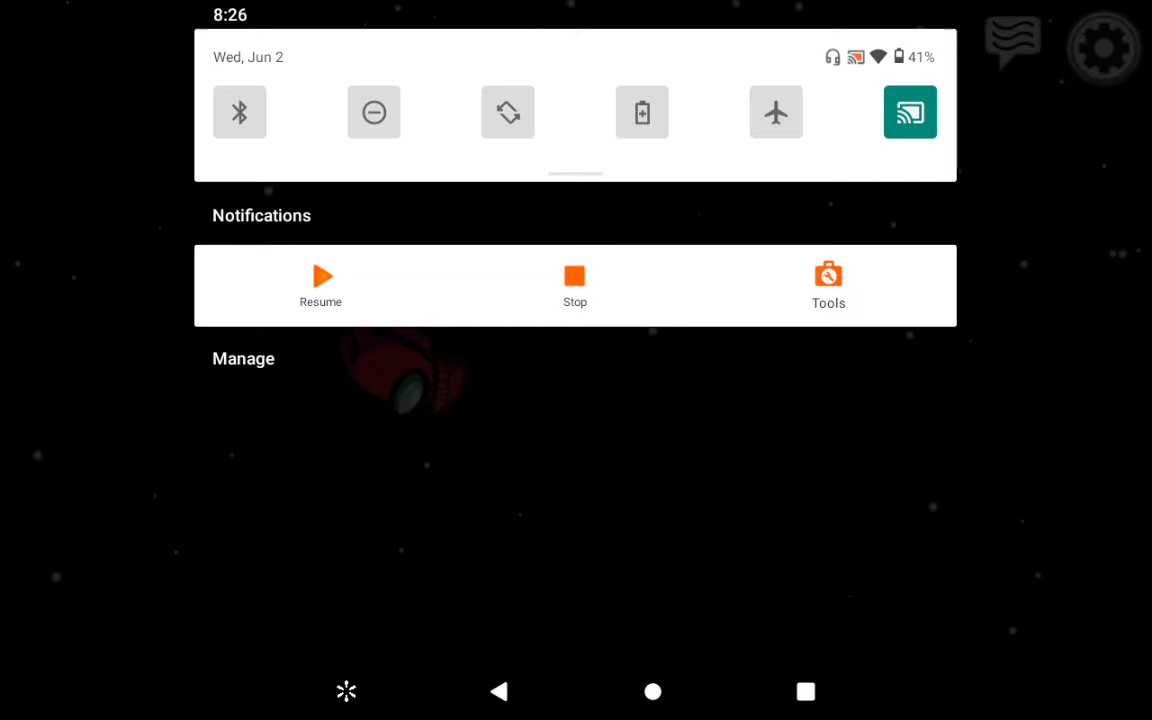 8:26
Wed, Jun 2
41%
Notifications
Resume
Stop
Tools
Manage